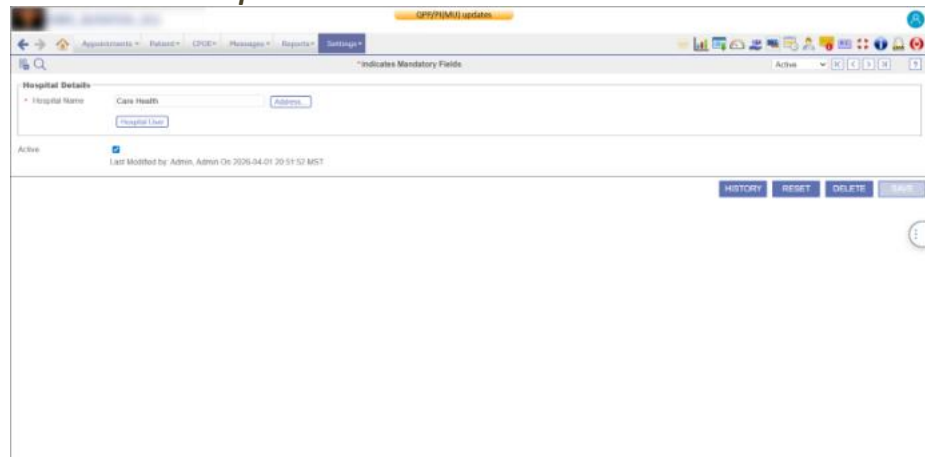 QPP/PI(MU) updates
Appointments Patient CPOE Messages Reports Settings
*Indicates Mandatory Fields
Active
Hospital Details
* Hospital Name Care Health Address...
Hospital User
Active
Last Modified by: Admin, Admin On 2026-04-01 20:51:52 MST
HISTORY RESET DELETE SAVE